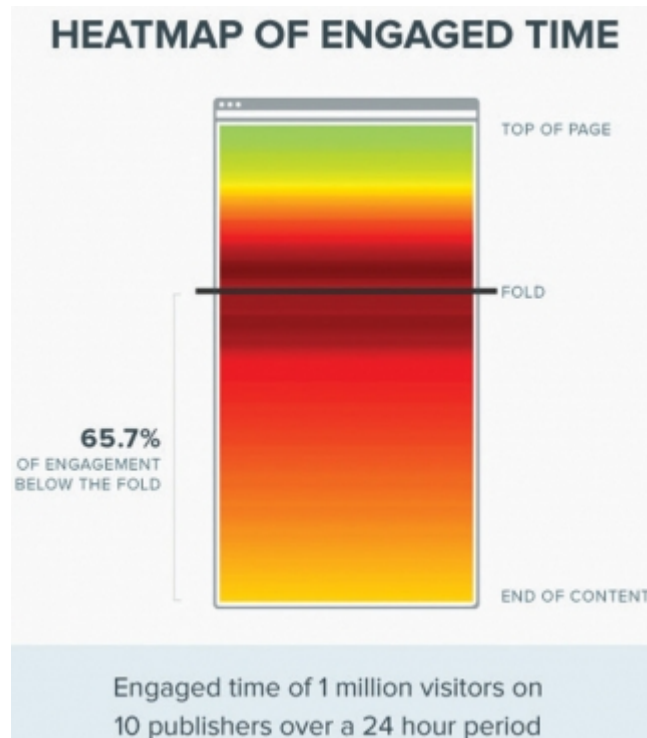 HEATMAP OF ENGAGED TIME
TOP OF PAGE
FOLD
65.7%
OF ENGAGEMENT
BELOW THE FOLD
END OF CONTENT
Engaged time of 1 million visitors on
10 publishers over a 24 hour period